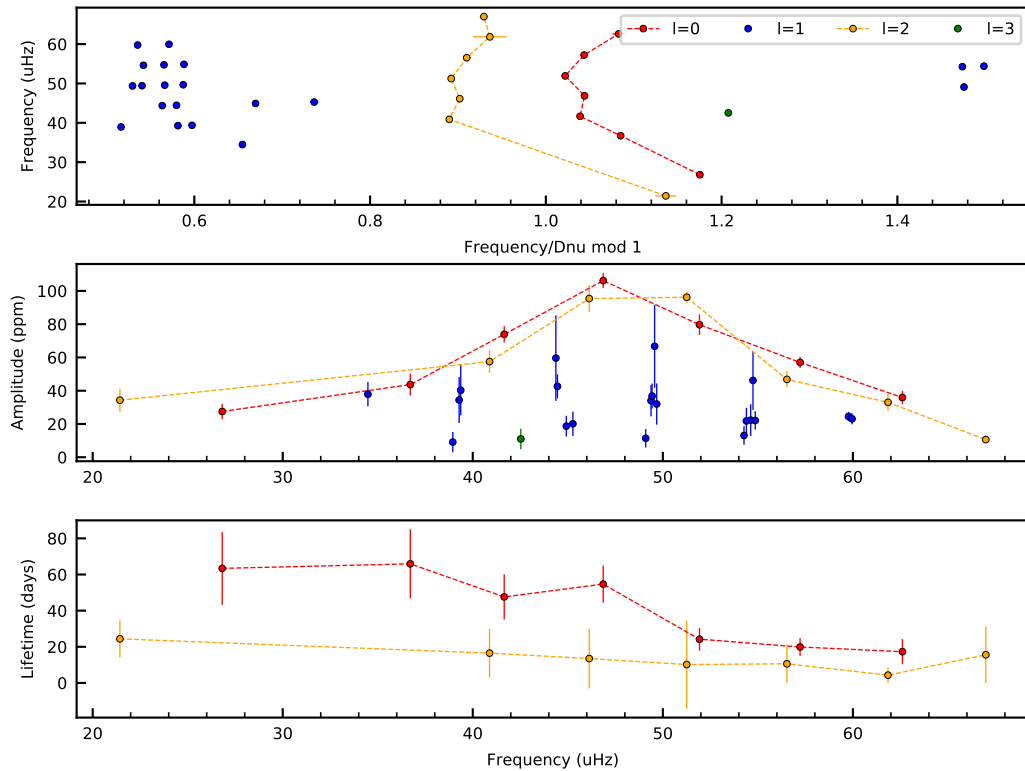 l=0 l=1 l=2 l=3
Frequency (uHz)
60
50
40
30
20
0.6 0.8 1.0 1.2 1.4
Frequency/Dnu mod 1
Amplitude (ppm)
100
80
60
40
20
0
20 30 40 50 60
Lifetime (days)
80
60
40
20
0
20 30 40 50 60
Frequency (uHz)